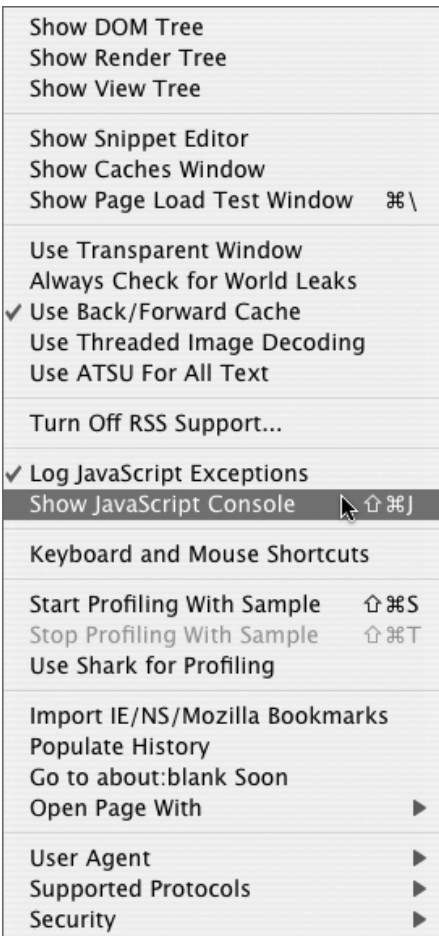 Show DOM Tree
Show Render Tree
Show View Tree
Show Snippet Editor
Show Caches Window
Show Page Load Test Window ⌘\
Use Transparent Window
Always Check for World Leaks
✓ Use Back/Forward Cache
Use Threaded Image Decoding
Use ATSU For All Text
Turn Off RSS Support...
✓ Log JavaScript Exceptions
Show JavaScript Console ⇧⌘J
Keyboard and Mouse Shortcuts
Start Profiling With Sample ⇧⌘S
Stop Profiling With Sample ⇧⌘T
Use Shark for Profiling
Import IE/NS/Mozilla Bookmarks
Populate History
Go to about:blank Soon
Open Page With ▶
User Agent ▶
Supported Protocols ▶
Security ▶